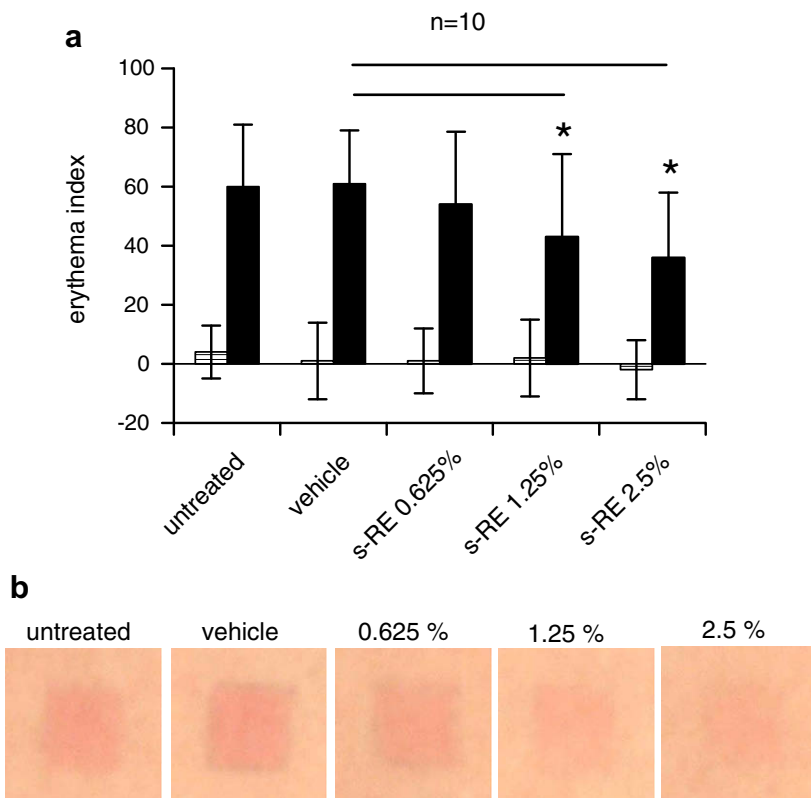 a
n=10
100
80
60
40
20
0
-20
erythema index
* *
untreated vehicle s-RE 0.625% s-RE 1.25% s-RE 2.5%
b
untreated vehicle 0.625 % 1.25 % 2.5 %